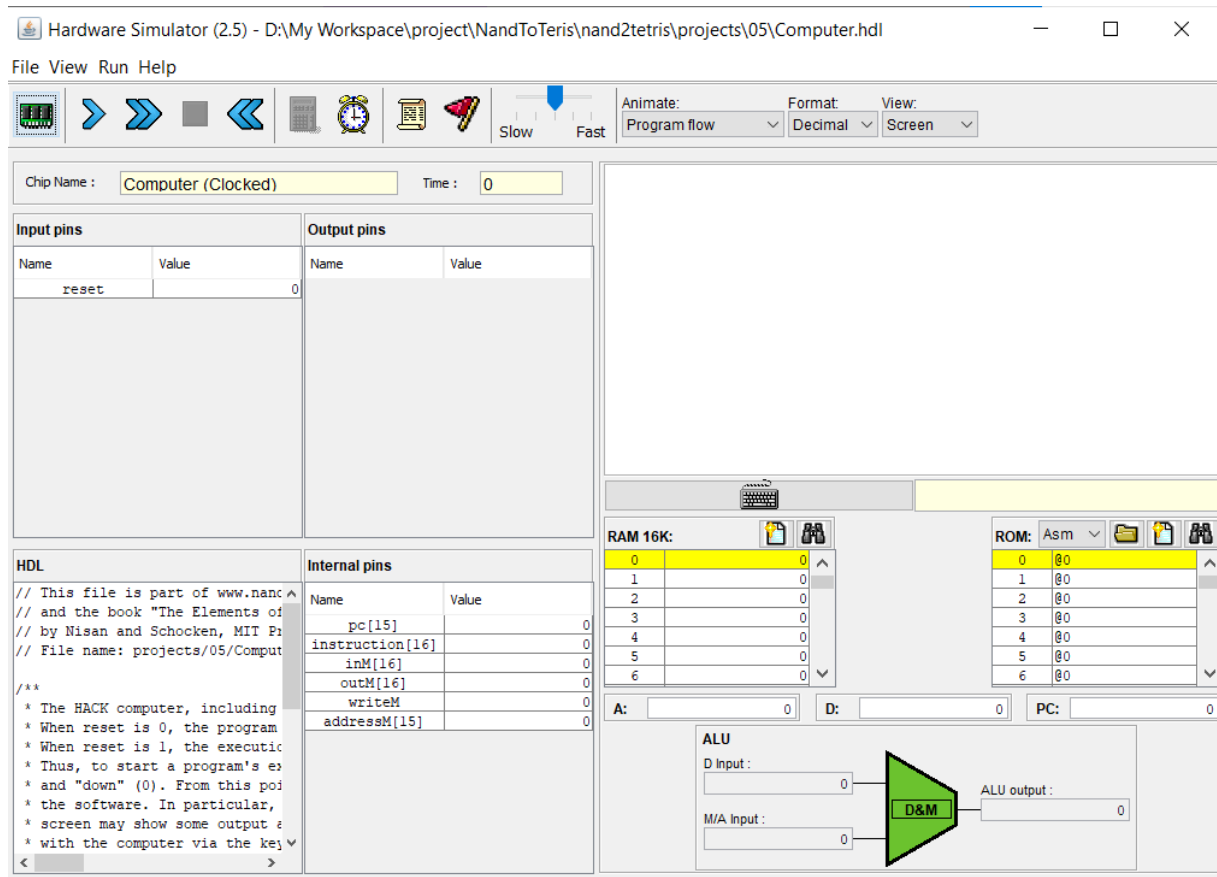 Hardware Simulator (2.5) - D:\My Workspace\project\NandToTeris\nand2tetris\projects\05\Computer.hdl
File View Run Help
Slow Fast
Animate: Format: View:
Program flow Decimal Screen
Chip Name : Computer (Clocked) Time : 0
Input pins
Name Value
reset 0
Output pins
Name Value
HDL
// This file is part of www.nand
// and the book "The Elements of
// by Nisan and Schocken, MIT Pr
// File name: projects/05/Comput
/**
* The HACK computer, including
* When reset is 0, the program
* When reset is 1, the executio
* Thus, to start a program's ex
* and "down" (0). From this poi
* the software. In particular,
* screen may show some output a
* with the computer via the key
Internal pins
Name Value
pc[15] 0
instruction[16] 0
inM[16] 0
outM[16] 0
writeM 0
addressM[15] 0
RAM 16K:
0 0
1 0
2 0
3 0
4 0
5 0
6 0
ROM: Asm
0 @0
1 @0
2 @0
3 @0
4 @0
5 @0
6 @0
A: 0 D: 0 PC: 0
ALU
D Input :
0
M/A Input :
0
D&M
ALU output :
0